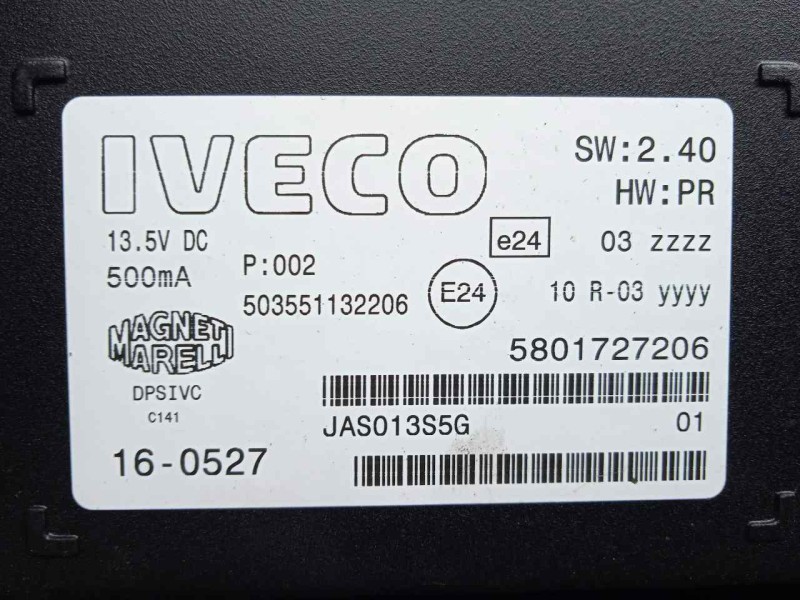 IVECO
SW:2.40
HW:PR
13.5V DC
500mA
P:002
503551132206
e24
03 zzzz
E24
10 R-03 yyyy
MAGNETI
MARELLI
DPSIVC
C141
16-0527
5801727206
JAS013S5G
01